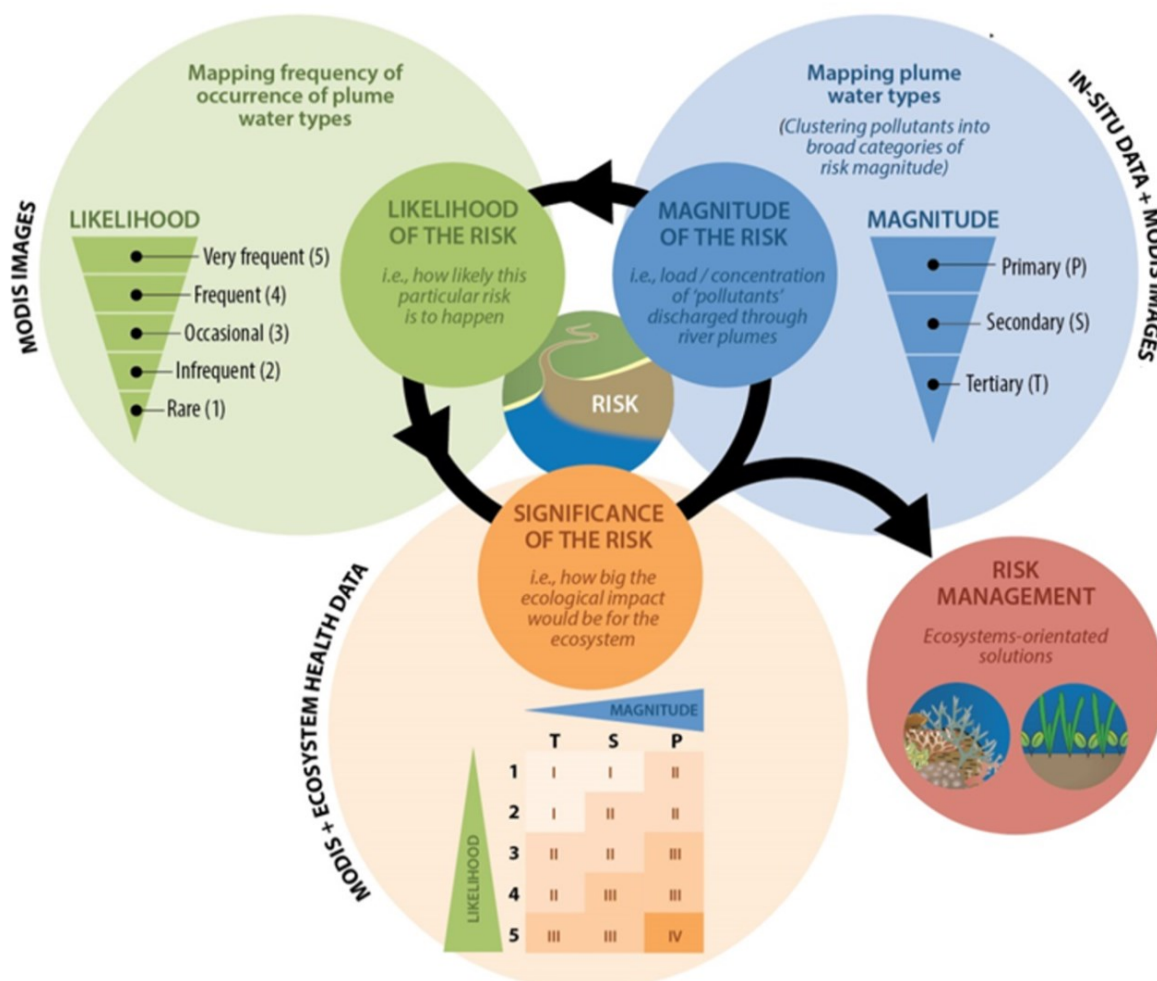 Mapping frequency of
occurrence of plume
water types
MODIS IMAGES
LIKELIHOOD
Very frequent (5)
Frequent (4)
Occasional (3)
Infrequent (2)
Rare (1)
LIKELIHOOD
OF THE RISK
i.e., how likely this
particular risk
is to happen
Mapping plume
water types
(Clustering pollutants into
broad categories of
risk magnitude)
IN-SITU DATA + MODIS IMAGES
MAGNITUDE
OF THE RISK
i.e., load / concentration
of ‘pollutants’
discharged through
river plumes
MAGNITUDE
Primary (P)
Secondary (S)
Tertiary (T)
RISK
SIGNIFICANCE
OF THE RISK
i.e., how big the
ecological impact
would be for the
ecosystem
MODIS + ECOSYSTEM HEALTH DATA
MAGNITUDE
T S P
LIKELIHOOD
1 I I II
2 I II II
3 II II III
4 II III III
5 III III IV
RISK
MANAGEMENT
Ecosystems-orientated
solutions